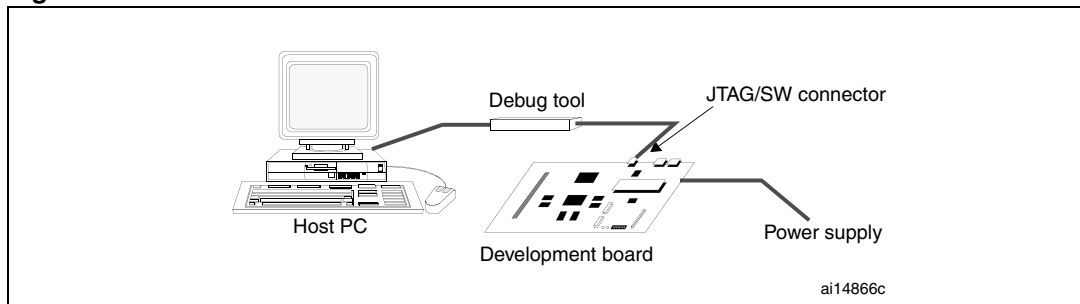 Debug tool
JTAG/SW connector
Host PC
Development board
Power supply
ai14866c